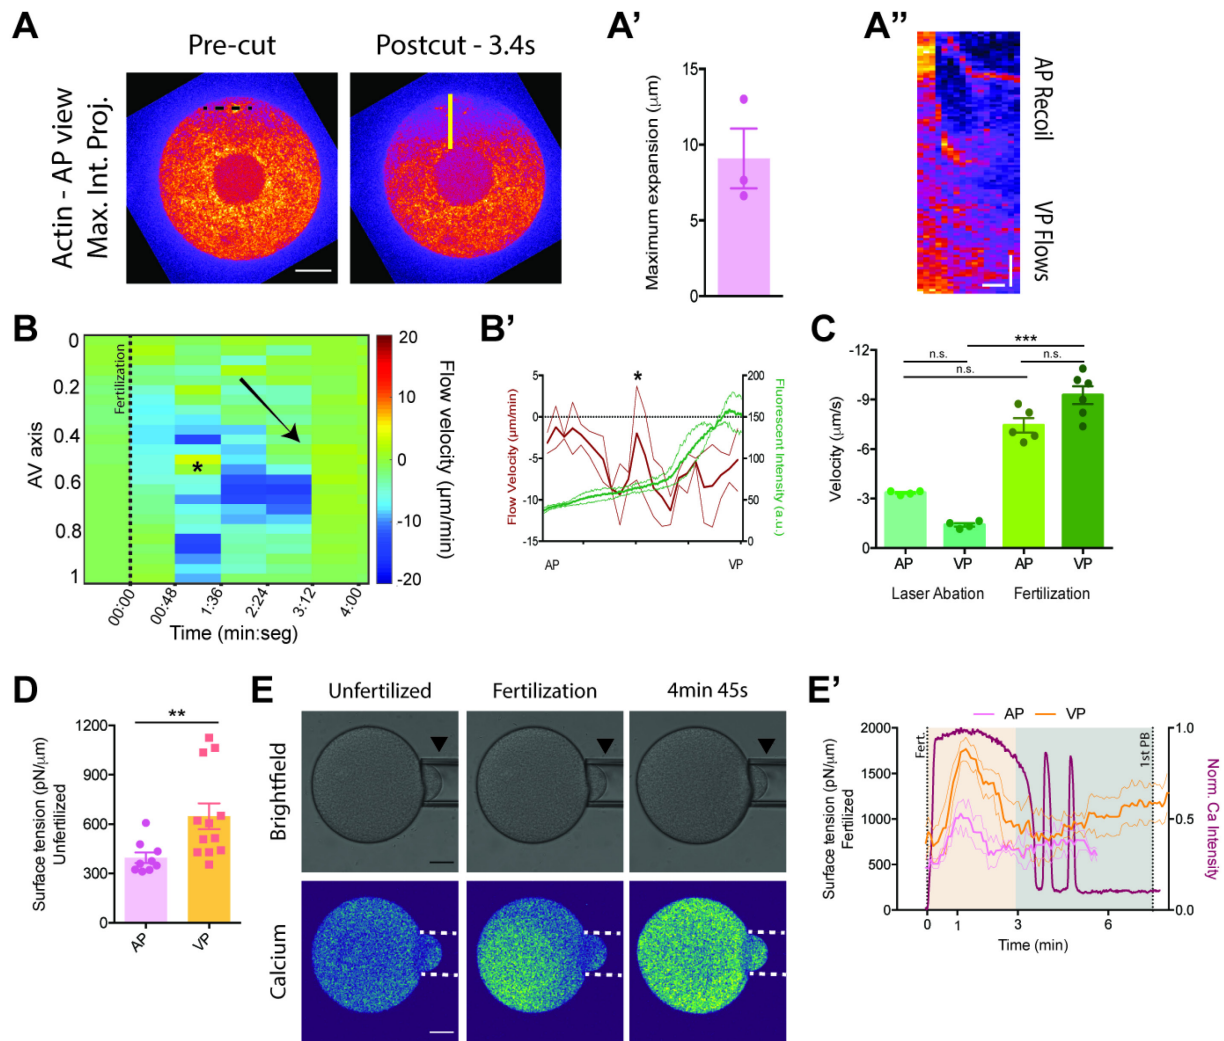 A
Pre-cut
Postcut - 3.4s
Actin - AP view
Max. Int. Proj.
A'
Maximum expansion (μm)
15
10
5
0
A"
AP Recoil
VP Flows
B
Fertilization
AV axis
0
0.2
0.4
0.6
0.8
1
*
00:00
00:48
1:36
2:24
3:12
4:00
Time (min:seg)
20
10
0
-10
-20
Flow velocity (μm/min)
B'
*
Flow Velocity (μm/min)
5
0
-5
-10
-15
200
150
100
50
0
Fluorescent Intensity (a.u.)
AP
VP
C
Velocity (μm/s)
-12
-9
-6
-3
0
***
n.s.
n.s.
n.s.
AP
VP
AP
VP
Laser Abation
Fertilization
D
Surface tension (pN/μm)
Unfertilized
1200
900
600
300
0
**
AP
VP
E
Unfertilized
Fertilization
4min 45s
Brightfield
Calcium
E'
AP
VP
Surface tension (pN/μm)
Fertilized
2000
1500
1000
500
0
Fert.
1st PB
1.0
0.5
0.0
Norm. Ca Intensity
0
1
3
6
Time (min)